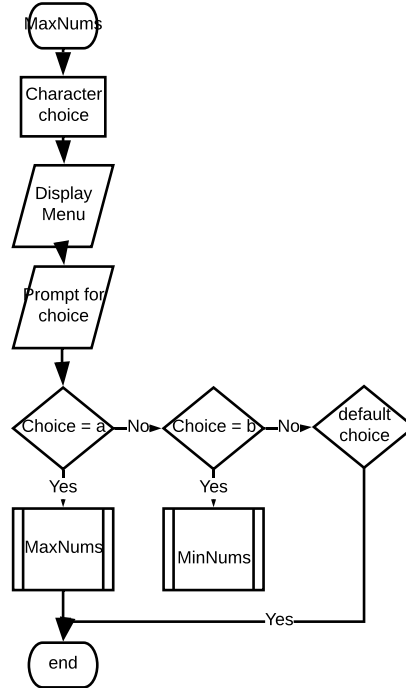 MaxNums
Character
choice
Display
Menu
Prompt for
choice
Choice = a
No
Choice = b
No
default
choice
Yes
Yes
MaxNums
MinNums
Yes
end